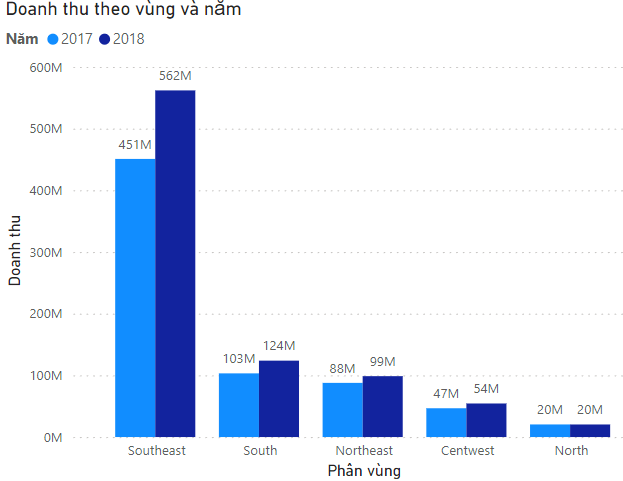 Doanh thu theo vùng và năm
Năm 2017 2018
600M
562M
500M
451M
400M
Doanh thu
300M
200M
124M
103M
99M
100M
88M
47M
54M
20M
20M
0M
Southeast South Northeast Centwest North
Phân vùng